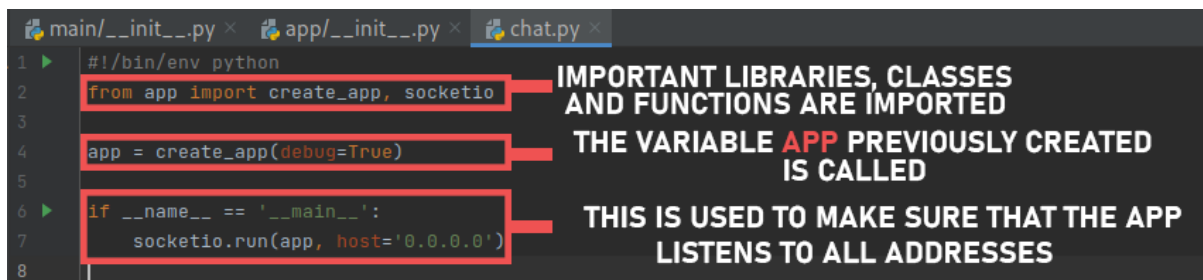 main/__init__.py × app/__init__.py × chat.py ×
1 #!/bin/env python
2 from app import create_app, socketio
3
4 app = create_app(debug=True)
5
6 if __name__ == '__main__':
7 socketio.run(app, host='0.0.0.0')
8
IMPORTANT LIBRARIES, CLASSES
AND FUNCTIONS ARE IMPORTED
THE VARIABLE APP PREVIOUSLY CREATED
IS CALLED
THIS IS USED TO MAKE SURE THAT THE APP
LISTENS TO ALL ADDRESSES